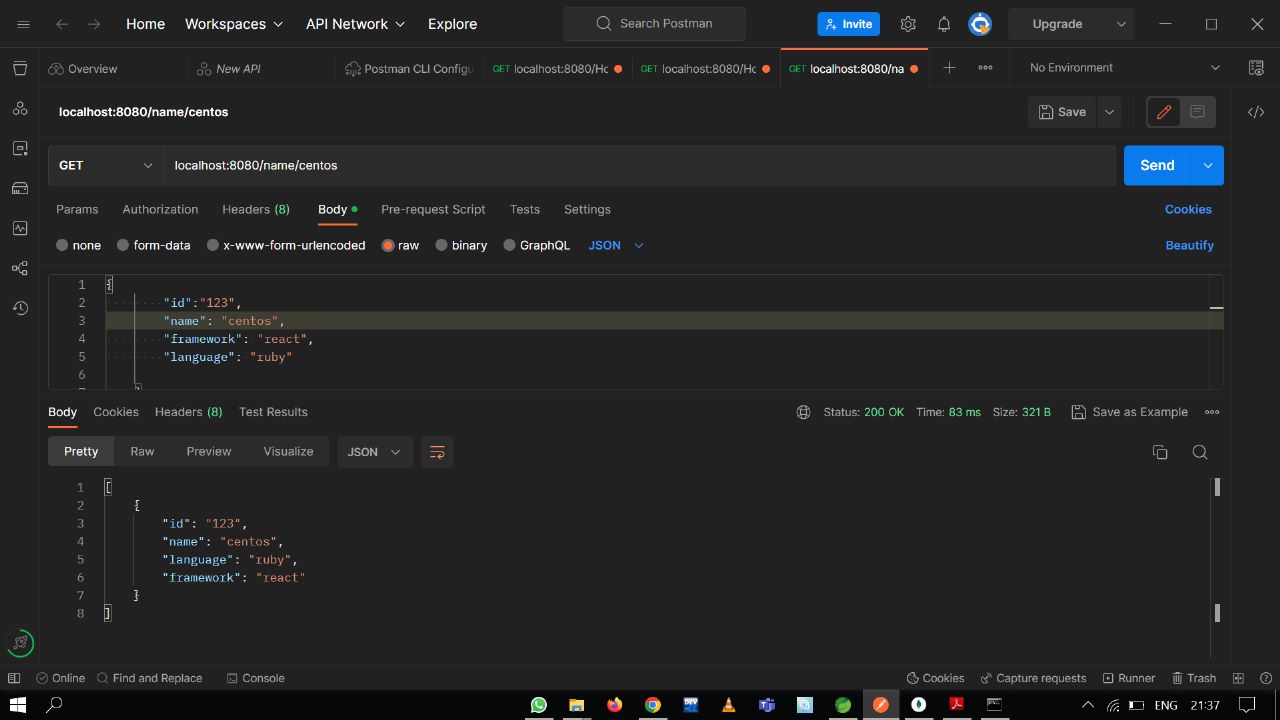 Home Workspaces API Network Explore Search Postman Invite Upgrade
Overview New API Postman CLI Configu GET localhost:8080/Hc GET localhost:8080/Hc GET localhost:8080/na No Environment
localhost:8080/name/centos Save
GET localhost:8080/name/centos Send
Params Authorization Headers (8) Body Pre-request Script Tests Settings Cookies
none form-data x-www-form-urlencoded raw binary GraphQL JSON Beautify
1 {
2 "id":"123",
3 "name": "centos",
4 "framework": "react",
5 "language": "ruby"
6
Body Cookies Headers (8) Test Results Status: 200 OK Time: 83 ms Size: 321 B Save as Example
Pretty Raw Preview Visualize JSON
1 [
2 {
3 "id": "123",
4 "name": "centos",
5 "language": "ruby",
6 "framework": "react"
7 }
8 ]
Online Find and Replace Console Cookies Capture requests Runner Trash
ENG 21:37